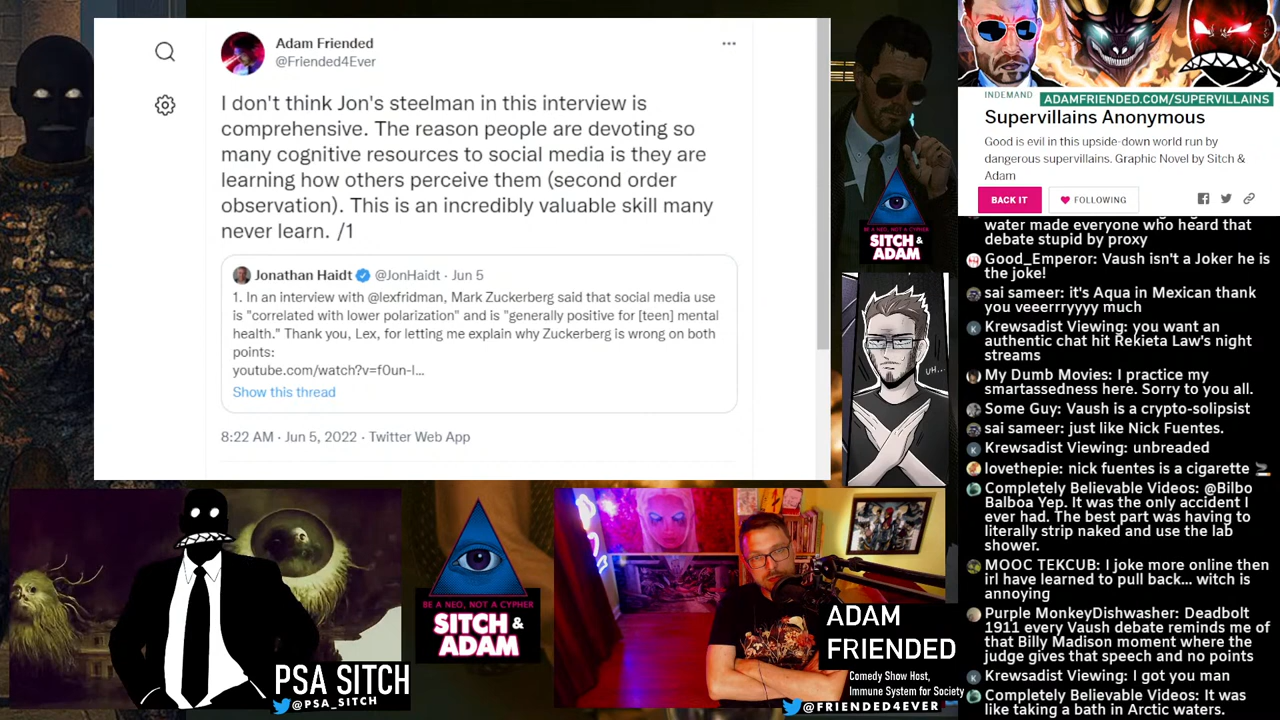 Adam Friended
@Friended4Ever
I don't think Jon's steelman in this interview is
comprehensive. The reason people are devoting so
many cognitive resources to social media is they are
learning how others perceive them (second order
observation). This is an incredibly valuable skill many
never learn. /1
Jonathan Haidt @JonHaidt · Jun 5
1. In an interview with @lexfridman, Mark Zuckerberg said that social media use
is "correlated with lower polarization" and is "generally positive for [teen] mental
health." Thank you, Lex, for letting me explain why Zuckerberg is wrong on both
points:
youtube.com/watch?v=f0un-l...
Show this thread
8:22 AM · Jun 5, 2022 · Twitter Web App
BE A NEO, NOT A CYPHER
SITCH &
ADAM
UH...
INDEMAND
ADAMFRIENDED.COM/SUPERVILLAINS
Supervillains Anonymous
Good is evil in this upside-down world run by
dangerous supervillains. Graphic Novel by Sitch &
Adam
BACK IT
FOLLOWING
water made everyone who heard that
debate stupid by proxy
Good_Emperor: Vaush isn't a Joker he is
the joke!
sai sameer: it's Aqua in Mexican thank
you veeerrryyyy much
Krewsadist Viewing: you want an
authentic chat hit Rekieta Law's night
streams
My Dumb Movies: I practice my
smartassedness here. Sorry to you all.
Some Guy: Vaush is a crypto-solipsist
sai sameer: just like Nick Fuentes.
Krewsadist Viewing: unbreaded
lovethepie: nick fuentes is a cigarette
Completely Believable Videos: @Bilbo
Balboa Yep. It was the only accident I
ever had. The best part was having to
literally strip naked and use the lab
shower.
MOOC TEKCUB: I joke more online then
irl have learned to pull back... witch is
annoying
Purple MonkeyDishwasher: Deadbolt
1911 every Vaush debate reminds me of
that Billy Madison moment where the
judge gives that speech and no points
Krewsadist Viewing: I got you man
Completely Believable Videos: It was
like taking a bath in Arctic waters.
PSA SITCH
@PSA_SITCH
BE A NEO, NOT A CYPHER
SITCH &
ADAM
ADAM
FRIENDED
Comedy Show Host,
Immune System for Society
@FRIENDED4EVER